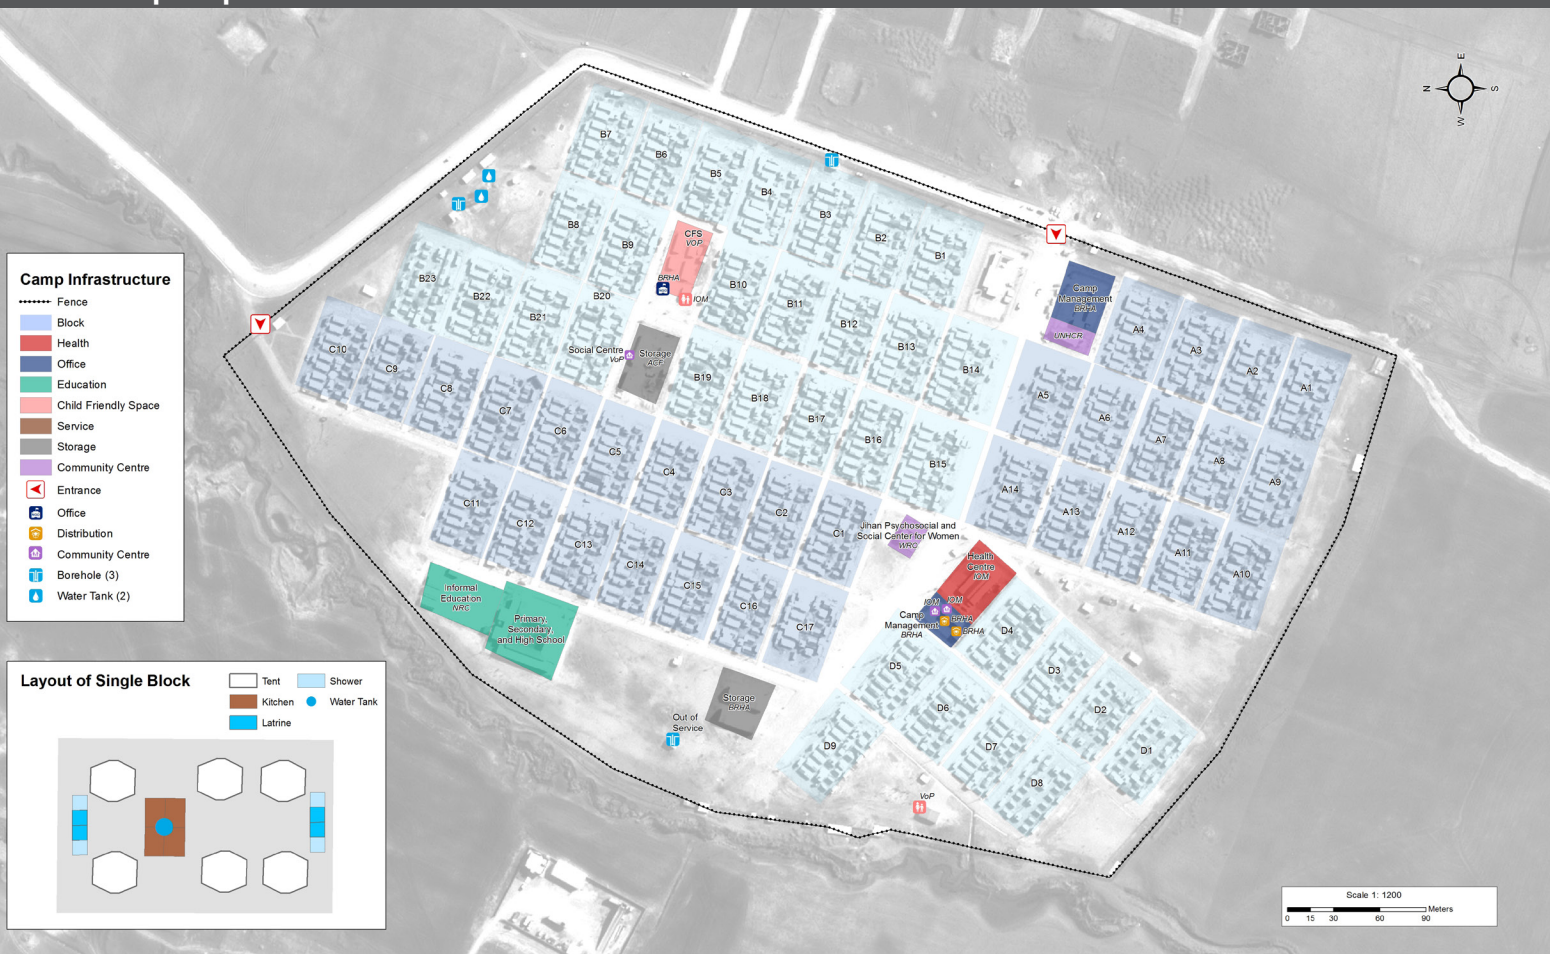 E
N
S
W
B7
B6
B5
B4
B3
B2
B1
B8
B9
CFS
VOP
BRHA
IOM
B10
B11
B12
B13
B14
B23
B22
B21
B20
Social Centre
VoP
Storage
ACF
B19
B18
B17
B16
B15
Camp
Management
BRHA
UNHCR
A4
A3
A2
A1
A5
A6
A7
A8
A9
A14
A13
A12
A11
A10
C10
C9
C8
C7
C6
C5
C4
C3
C2
C1
C11
C12
C13
C14
C15
C16
C17
Jihan Psychosocial and
Social Center for Women
WRO
Health
Centre
IOM
IOM
IOM
Camp
Management
BRHA
BRHA
BRHA
D4
D3
D2
D1
D5
D6
D7
D8
D9
Informal
Education
NRC
Primary,
Secondary,
and High School
Storage
BRHA
Out of
Service
VoP
Camp Infrastructure
Fence
Block
Health
Office
Education
Child Friendly Space
Service
Storage
Community Centre
Entrance
Office
Distribution
Community Centre
Borehole (3)
Water Tank (2)
Layout of Single Block
Tent
Shower
Kitchen
Water Tank
Latrine
Scale 1: 1200
Meters
0 15 30 60 90